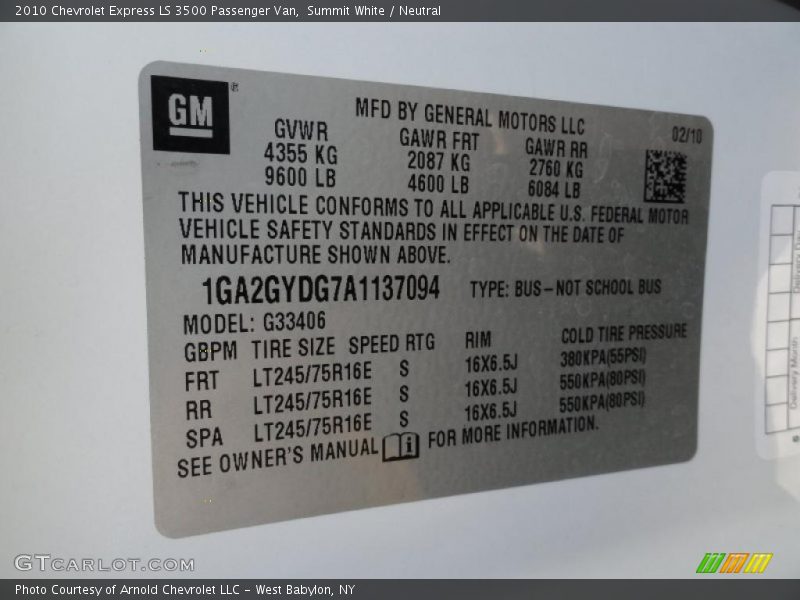 2010 Chevrolet Express LS 3500 Passenger Van, Summit White / Neutral
GM®
MFD BY GENERAL MOTORS LLC
02/10
GVWR GAWR FRT GAWR RR
4355 KG 2087 KG 2760 KG
9600 LB 4600 LB 6084 LB
THIS VEHICLE CONFORMS TO ALL APPLICABLE U.S. FEDERAL MOTOR
VEHICLE SAFETY STANDARDS IN EFFECT ON THE DATE OF
MANUFACTURE SHOWN ABOVE.
1GA2GYDG7A1137094 TYPE: BUS–NOT SCHOOL BUS
MODEL: G33406
GBPM TIRE SIZE SPEED RTG RIM COLD TIRE PRESSURE
FRT LT245/75R16E S 16X6.5J 380KPA(55PSI)
RR LT245/75R16E S 16X6.5J 550KPA(80PSI)
SPA LT245/75R16E S 16X6.5J 550KPA(80PSI)
SEE OWNER'S MANUAL i FOR MORE INFORMATION.
Delivery Day
Delivery Month
GTCARLOT.COM
Photo Courtesy of Arnold Chevrolet LLC - West Babylon, NY